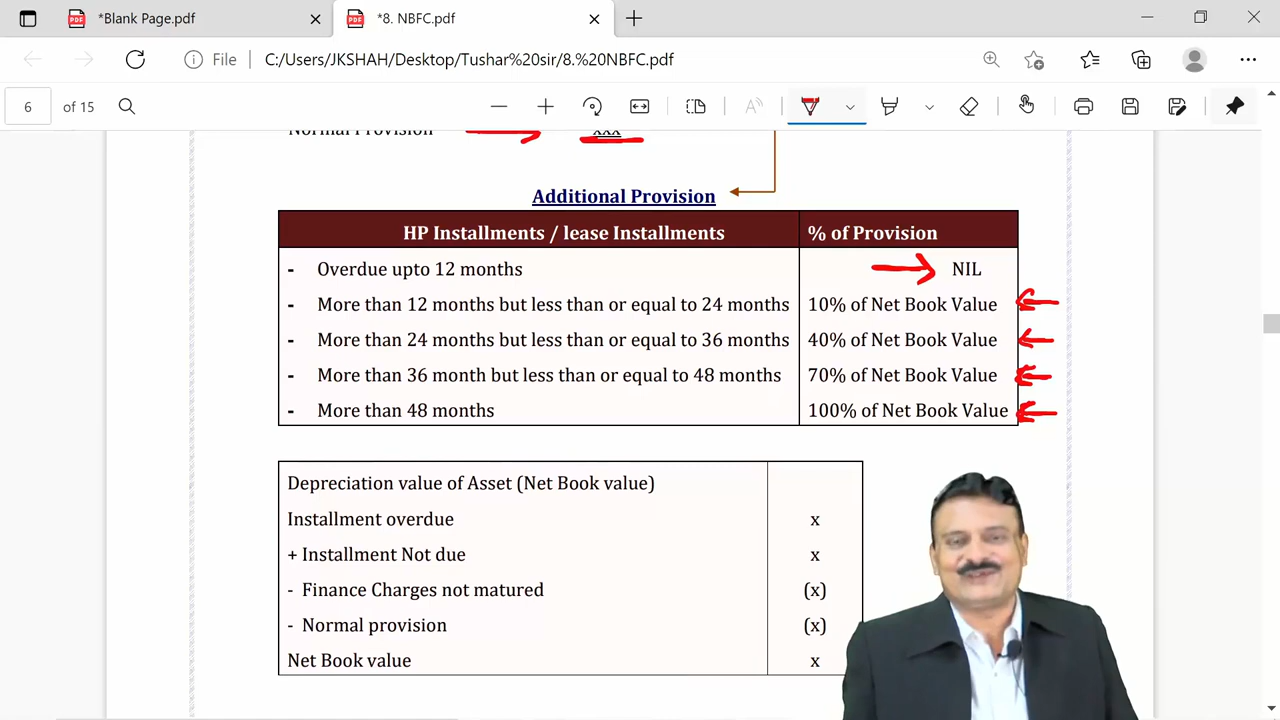 *Blank Page.pdf
*8. NBFC.pdf
File C:/Users/JKSHAH/Desktop/Tushar%20sir/8.%20NBFC.pdf
6 of 15
Normal Provision xxx
Additional Provision
HP Installments / lease Installments % of Provision
- Overdue upto 12 months NIL
- More than 12 months but less than or equal to 24 months 10% of Net Book Value
- More than 24 months but less than or equal to 36 months 40% of Net Book Value
- More than 36 month but less than or equal to 48 months 70% of Net Book Value
- More than 48 months 100% of Net Book Value
Depreciation value of Asset (Net Book value)
Installment overdue x
+ Installment Not due x
- Finance Charges not matured (x)
- Normal provision (x)
Net Book value x